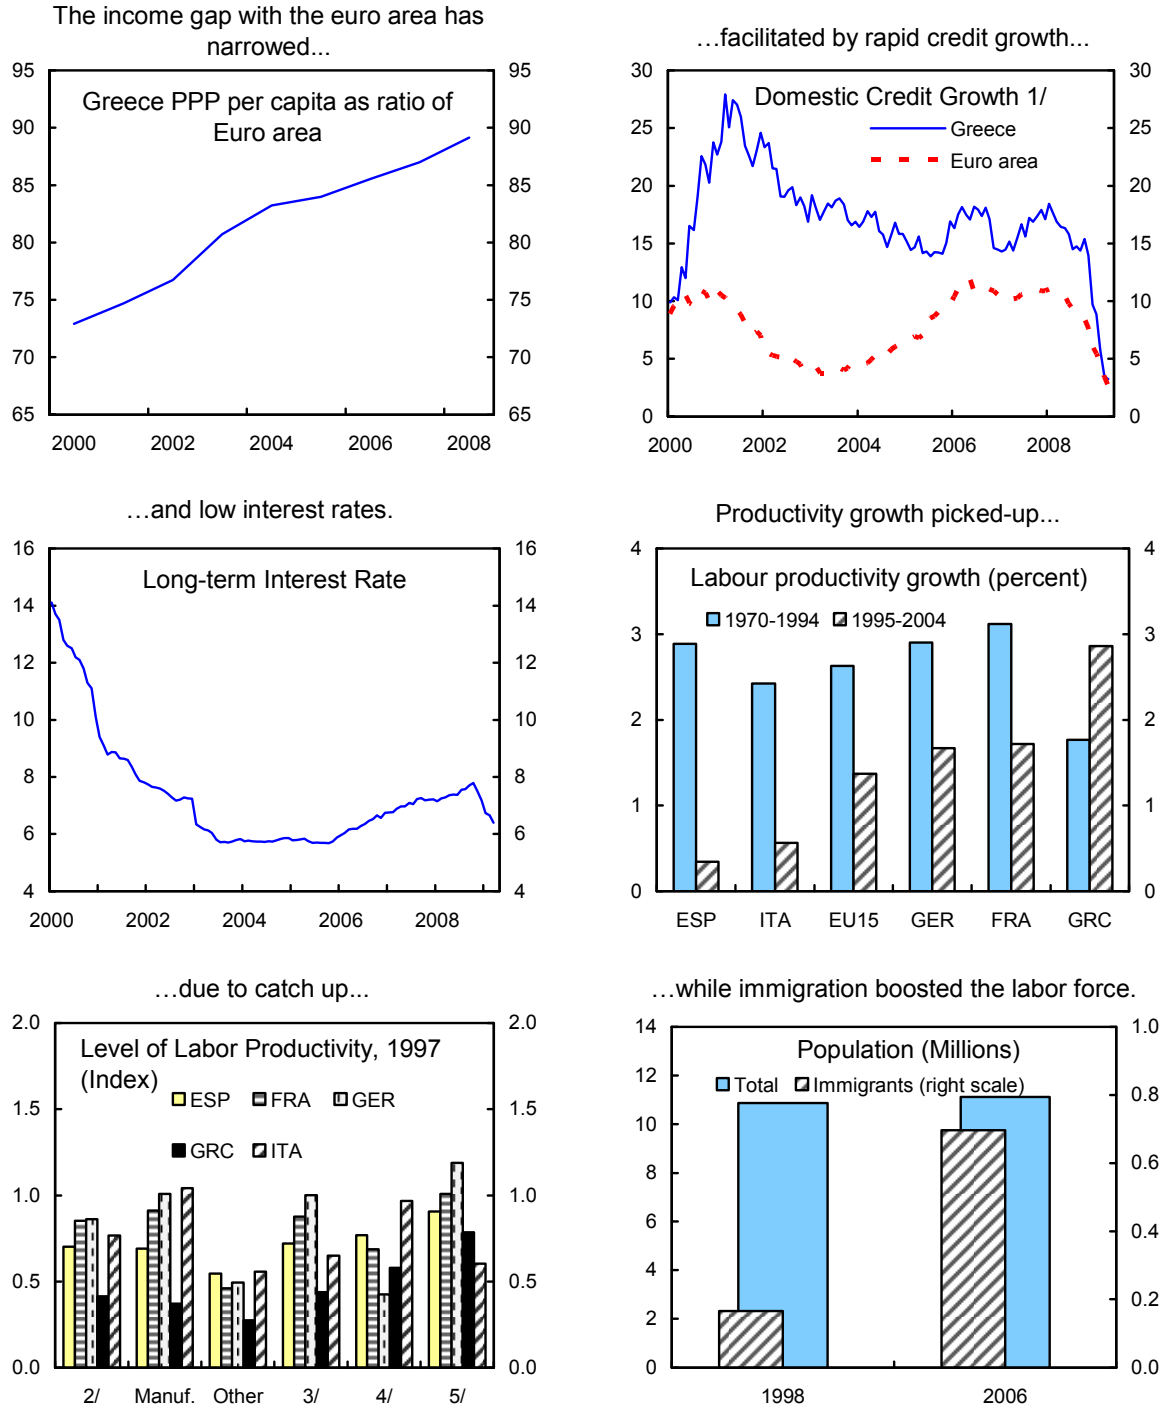 The income gap with the euro area has
narrowed...
95 95
Greece PPP per capita as ratio of
Euro area
90 90
85 85
80 80
75 75
70 70
65 65
2000 2002 2004 2006 2008
…facilitated by rapid credit growth...
30 30
Domestic Credit Growth 1/
Greece
Euro area
25 25
20 20
15 15
10 10
5 5
0 0
2000 2002 2004 2006 2008
…and low interest rates.
16 16
Long-term Interest Rate
14 14
12 12
10 10
8 8
6 6
4 4
2000 2002 2004 2006 2008
Productivity growth picked-up...
4 4
Labour productivity growth (percent)
1970-1994 1995-2004
3 3
2 2
1 1
0 0
ESP ITA EU15 GER FRA GRC
…due to catch up...
2.0 2.0
Level of Labor Productivity, 1997
(Index)
ESP FRA GER
GRC ITA
1.5 1.5
1.0 1.0
0.5 0.5
0.0 0.0
2/ Manuf. Other 3/ 4/ 5/
…while immigration boosted the labor force.
14 1.0
Population (Millions)
Total Immigrants (right scale)
12
10 0.8
8 0.6
6 0.4
4
2 0.2
0 0.0
1998 2006